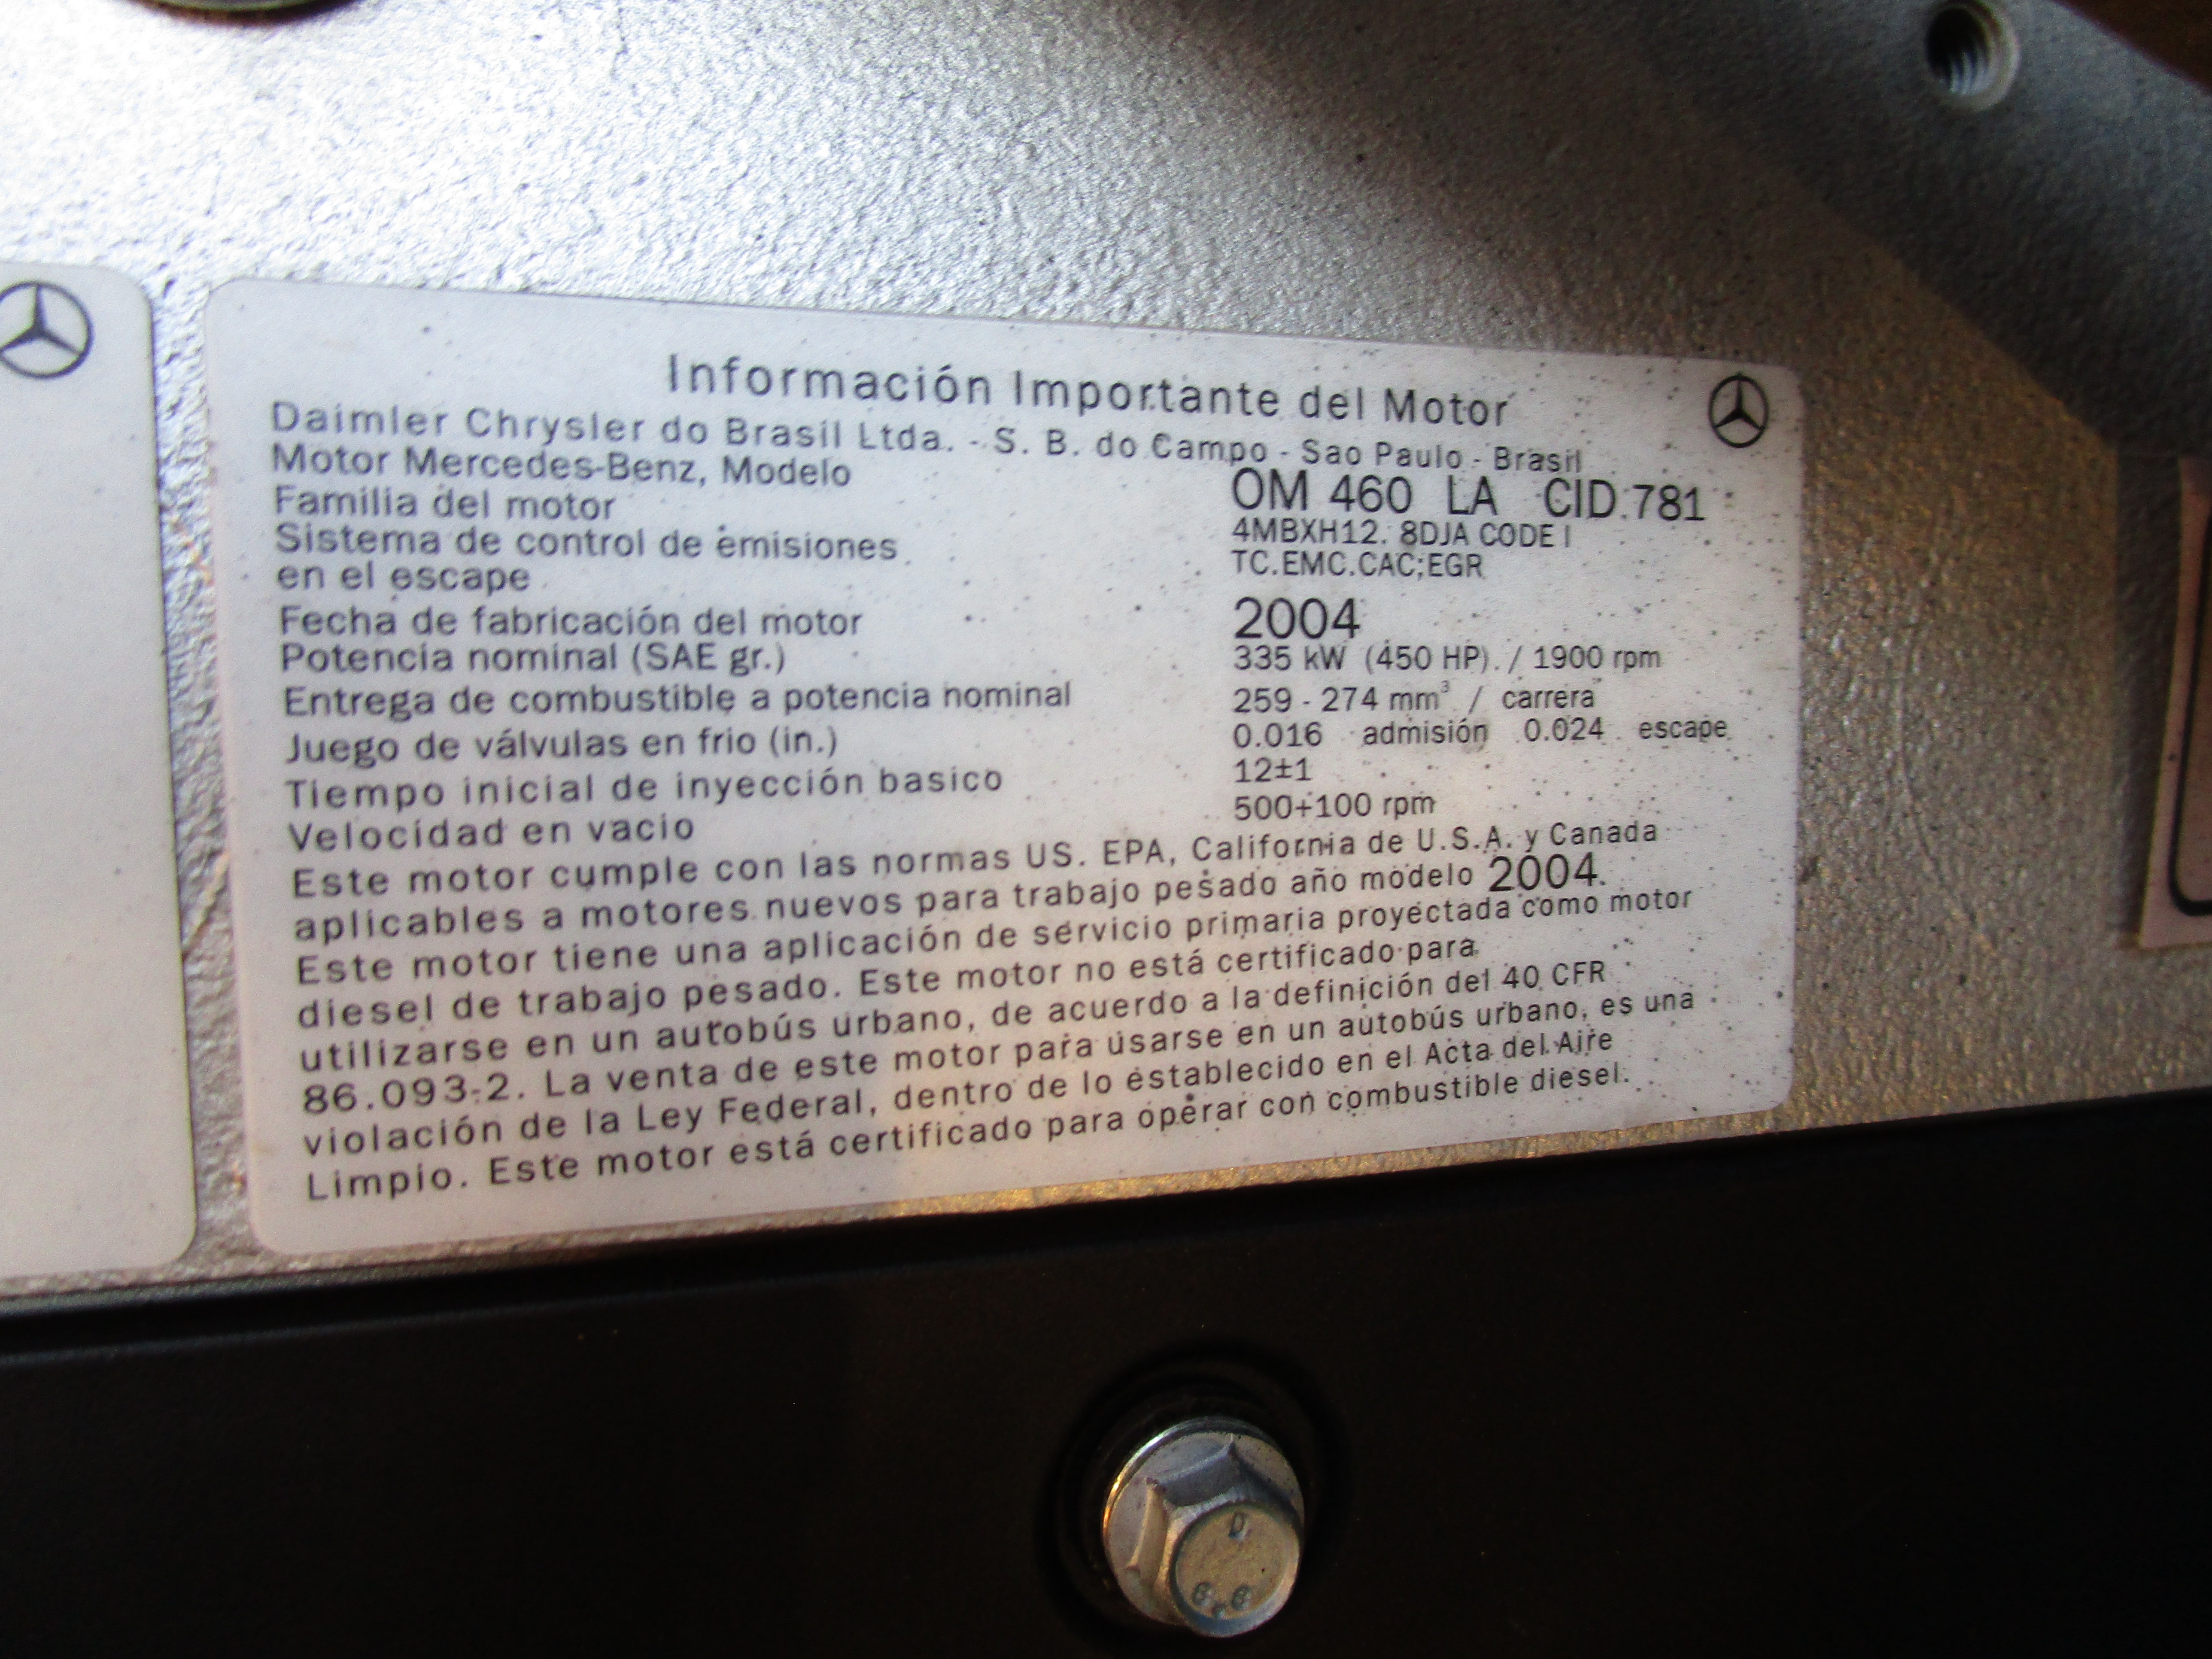 Información Importante del Motor
Daimler Chrysler do Brasil Ltda. - S. B. do Campo - Sao Paulo - Brasil
Motor Mercedes-Benz, Modelo OM 460 LA CID.781
Familia del motor 4MBXH12. 8DJA CODE I
Sistema de control de emisiones TC.EMC.CAC;EGR
en el escape
Fecha de fabricación del motor 2004
Potencia nominal (SAE gr.) 335 kW (450 HP). / 1900 rpm
Entrega de combustible a potencia nominal 259 - 274 mm³ / carrera
Juego de válvulas en frio (in.) 0.016 admisión 0.024 escape
Tiempo inicial de inyección basico 12±1
Velocidad en vacio 500+100 rpm
Este motor cumple con las normas US. EPA, California de U.S.A. y Canada
aplicables a motores nuevos para trabajo pesado año modelo 2004.
Este motor tiene una aplicación de servicio primaria proyectada como motor
diesel de trabajo pesado. Este motor no está certificado para
utilizarse en un autobús urbano, de acuerdo a la definición del 40 CFR
86.093-2. La venta de este motor para usarse en un autobús urbano, es una
violación de la Ley Federal, dentro de lo establecido en el Acta del Aire
Limpio. Este motor está certificado para operar con combustible diesel.
D
8.8